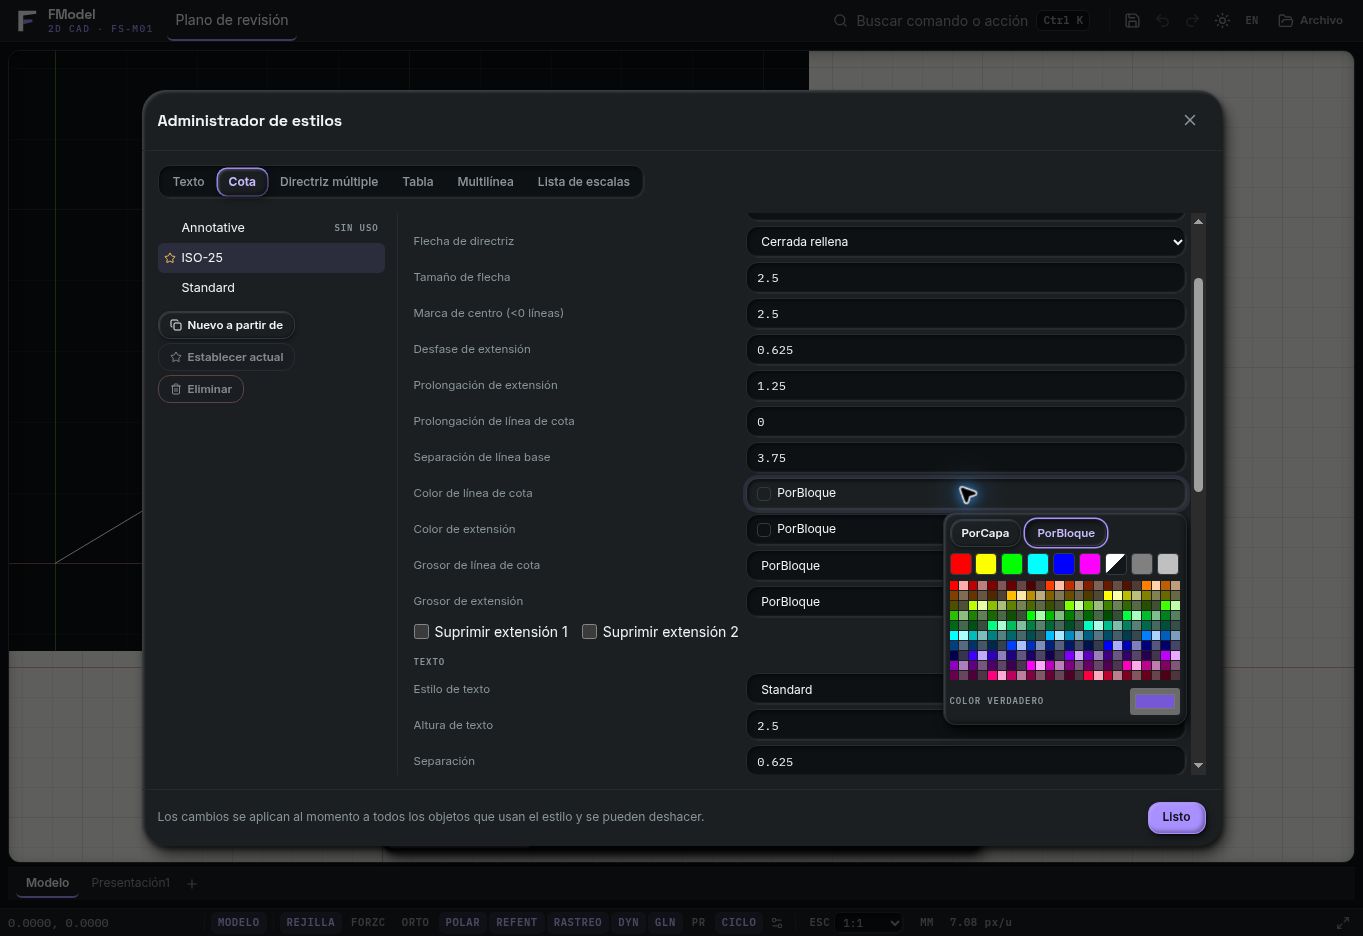 FModel
2D CAD · FS-M01
Plano de revisión
Buscar comando o acción
Ctrl K
EN
Archivo
Administrador de estilos
Texto
Cota
Directriz múltiple
Tabla
Multilínea
Lista de escalas
Annotative
SIN USO
ISO-25
Standard
Nuevo a partir de
Establecer actual
Eliminar
Flecha de directriz
Cerrada rellena
Tamaño de flecha
2.5
Marca de centro (<0 líneas)
2.5
Desfase de extensión
0.625
Prolongación de extensión
1.25
Prolongación de línea de cota
0
Separación de línea base
3.75
Color de línea de cota
PorBloque
Color de extensión
PorBloque
Grosor de línea de cota
PorBloque
Grosor de extensión
PorBloque
Suprimir extensión 1
Suprimir extensión 2
TEXTO
Estilo de texto
Standard
Altura de texto
2.5
Separación
0.625
PorCapa
PorBloque
COLOR VERDADERO
Los cambios se aplican al momento a todos los objetos que usan el estilo y se pueden deshacer.
Listo
Modelo
Presentación1
0.0000, 0.0000
MODELO
REJILLA
FORZC
ORTO
POLAR
REFENT
RASTREO
DYN
GLN
PR
CICLO
ESC
1:1
MM
7.08 px/u